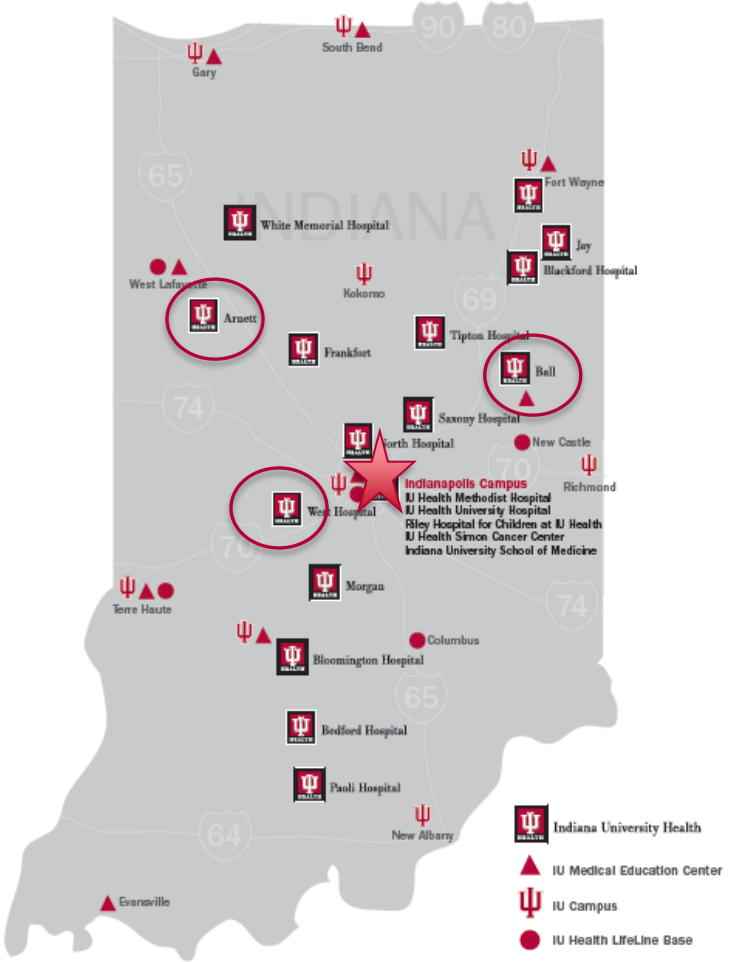 90
80
South Bend
Gary
65
Fort Wayne
INDIANA
White Memorial Hospital
Jay
Blackford Hospital
West Lafayette
Kokomo
69
Arnett
Tipton Hospital
Frankfort
Ball
74
Saxony Hospital
North Hospital
New Castle
70
Richmond
Indianapolis Campus
IU Health Methodist Hospital
West Hospital
IU Health University Hospital
Riley Hospital for Children at IU Health
IU Health Simon Cancer Center
Indiana University School of Medicine
70
Morgan
74
Terre Haute
Columbus
Bloomington Hospital
65
Bedford Hospital
Paoli Hospital
New Albany
64
Indiana University Health
IU Medical Education Center
IU Campus
Evansville
IU Health LifeLine Base